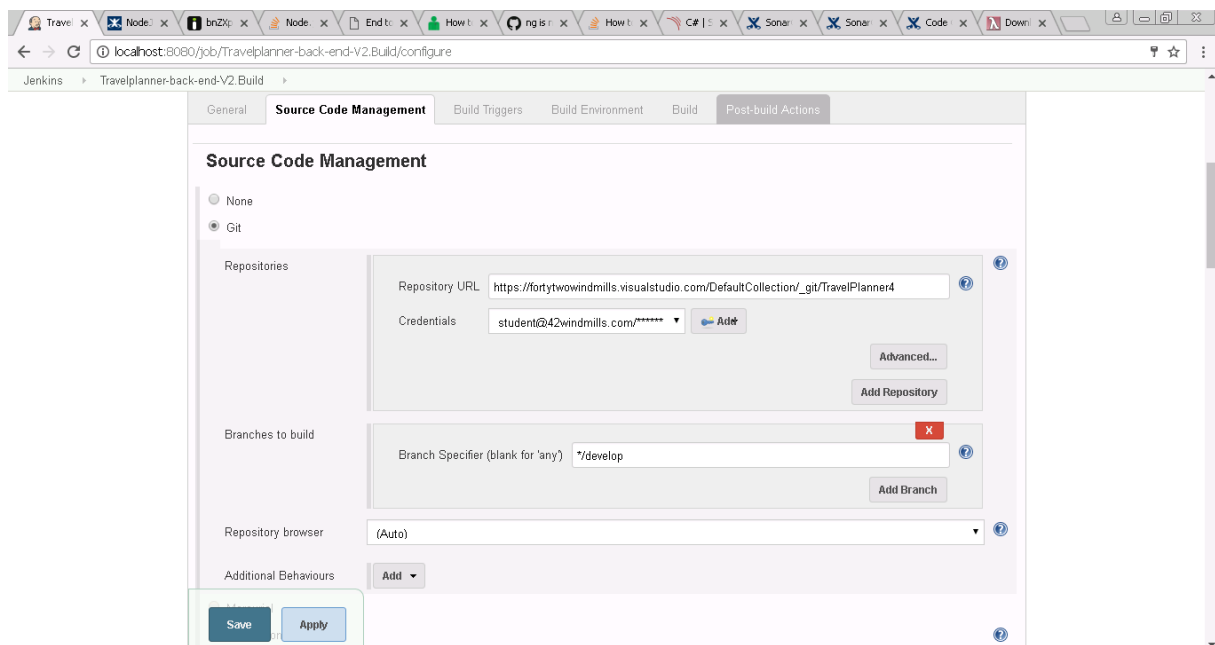 Travel
Node.
bnZXp
Node.
End to
How t
ng is n
How t
C# | S
Sonar
Sonar
Code
Downl
localhost:8080/job/Travelplanner-back-end-V2.Build/configure
Jenkins
Travelplanner-back-end-V2.Build
General
Source Code Management
Build Triggers
Build Environment
Build
Post-build Actions
Source Code Management
None
Git
Repositories
Repository URL
https://fortytwowindmills.visualstudio.com/DefaultCollection/_git/TravelPlanner4
Credentials
student@42windmills.com/******
Add
Advanced...
Add Repository
Branches to build
X
Branch Specifier (blank for 'any')
*/develop
Add Branch
Repository browser
(Auto)
Additional Behaviours
Add
Save
Apply